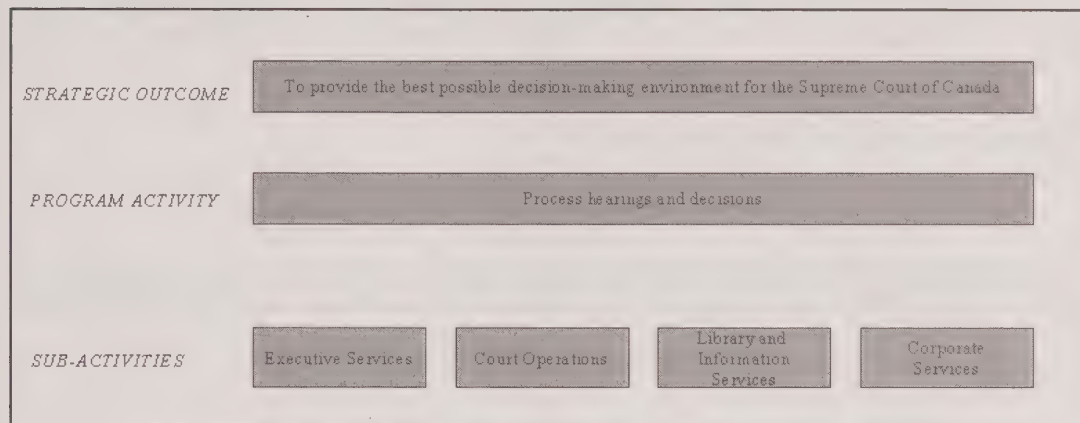 STRATEGIC OUTCOME
To provide the best possible decision-making environment for the Supreme Court of Canada
PROGRAM ACTIVITY
Process hearings and decisions
SUB-ACTIVITIES
Executive Services
Court Operations
Library and
Information
Services
Corporate
Services